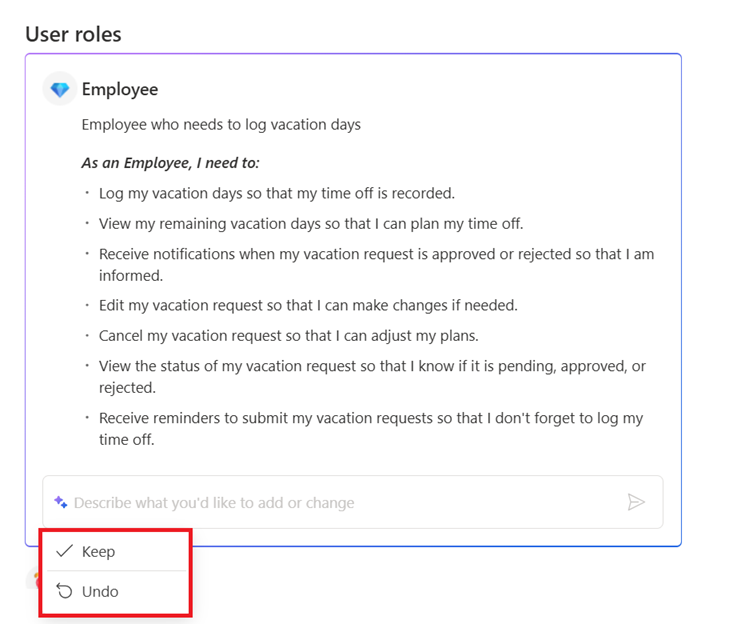 User roles
Employee
Employee who needs to log vacation days
As an Employee, I need to:
· Log my vacation days so that my time off is recorded.
· View my remaining vacation days so that I can plan my time off.
· Receive notifications when my vacation request is approved or rejected so that I am
informed.
· Edit my vacation request so that I can make changes if needed.
· Cancel my vacation request so that I can adjust my plans.
· View the status of my vacation request so that I know if it is pending, approved, or
rejected.
· Receive reminders to submit my vacation requests so that I don't forget to log my
time off.
Describe what you'd like to add or change
Keep
Undo